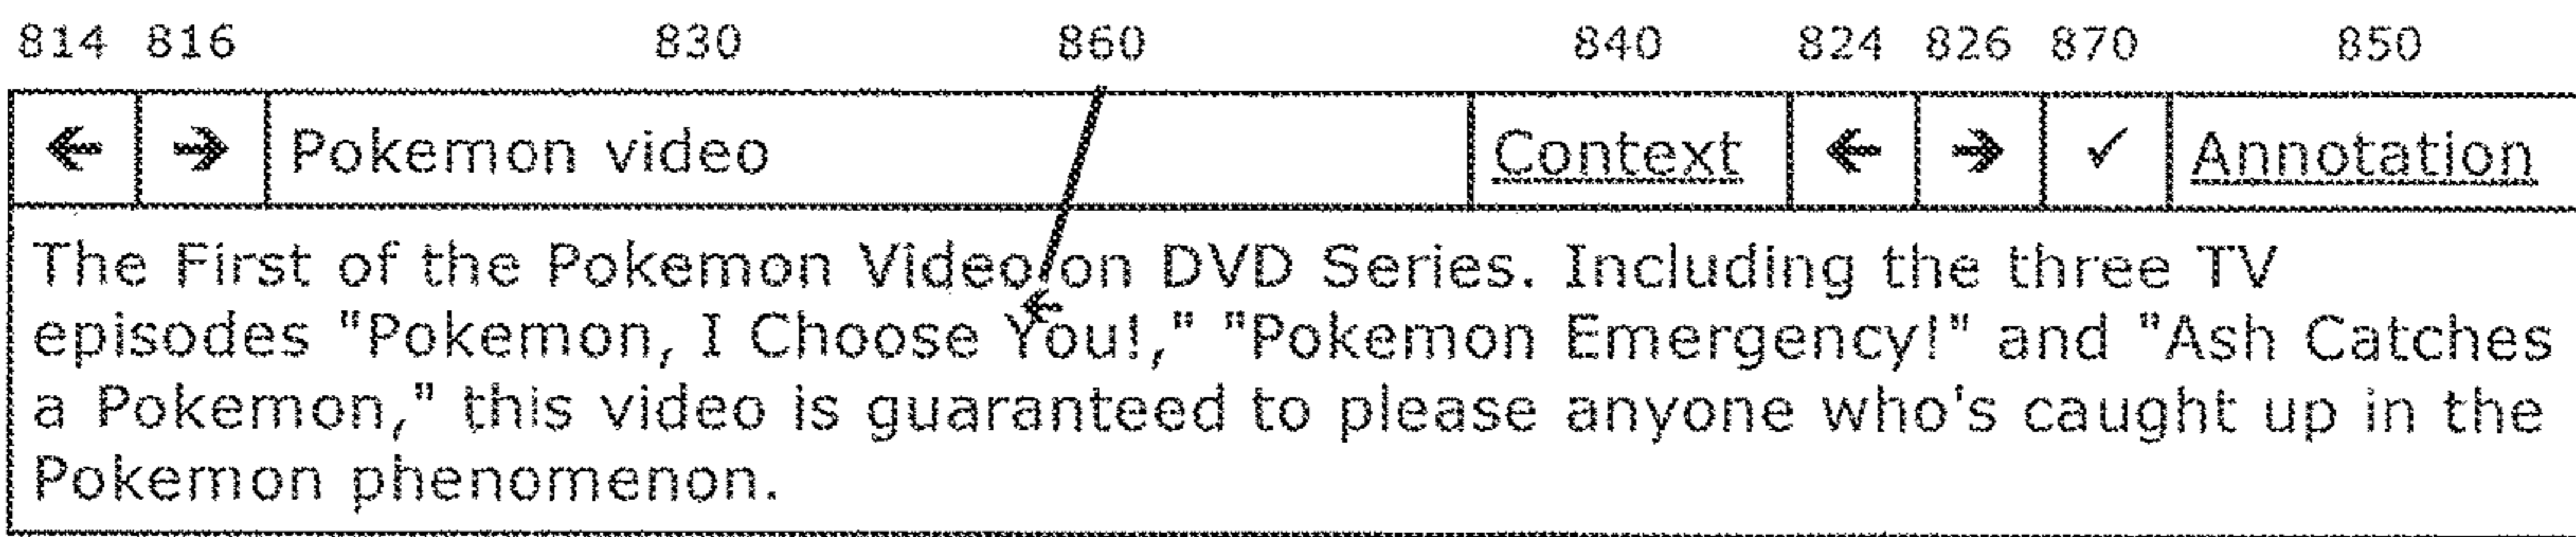 814 816 830 860 840 824 826 870 850
← → Pokemon video Context ← → ✓ Annotation
The First of the Pokemon Video on DVD Series. Including the three TV
episodes "Pokemon, I Choose You!," "Pokemon Emergency!" and "Ash Catches
a Pokemon," this video is guaranteed to please anyone who's caught up in the
Pokemon phenomenon.